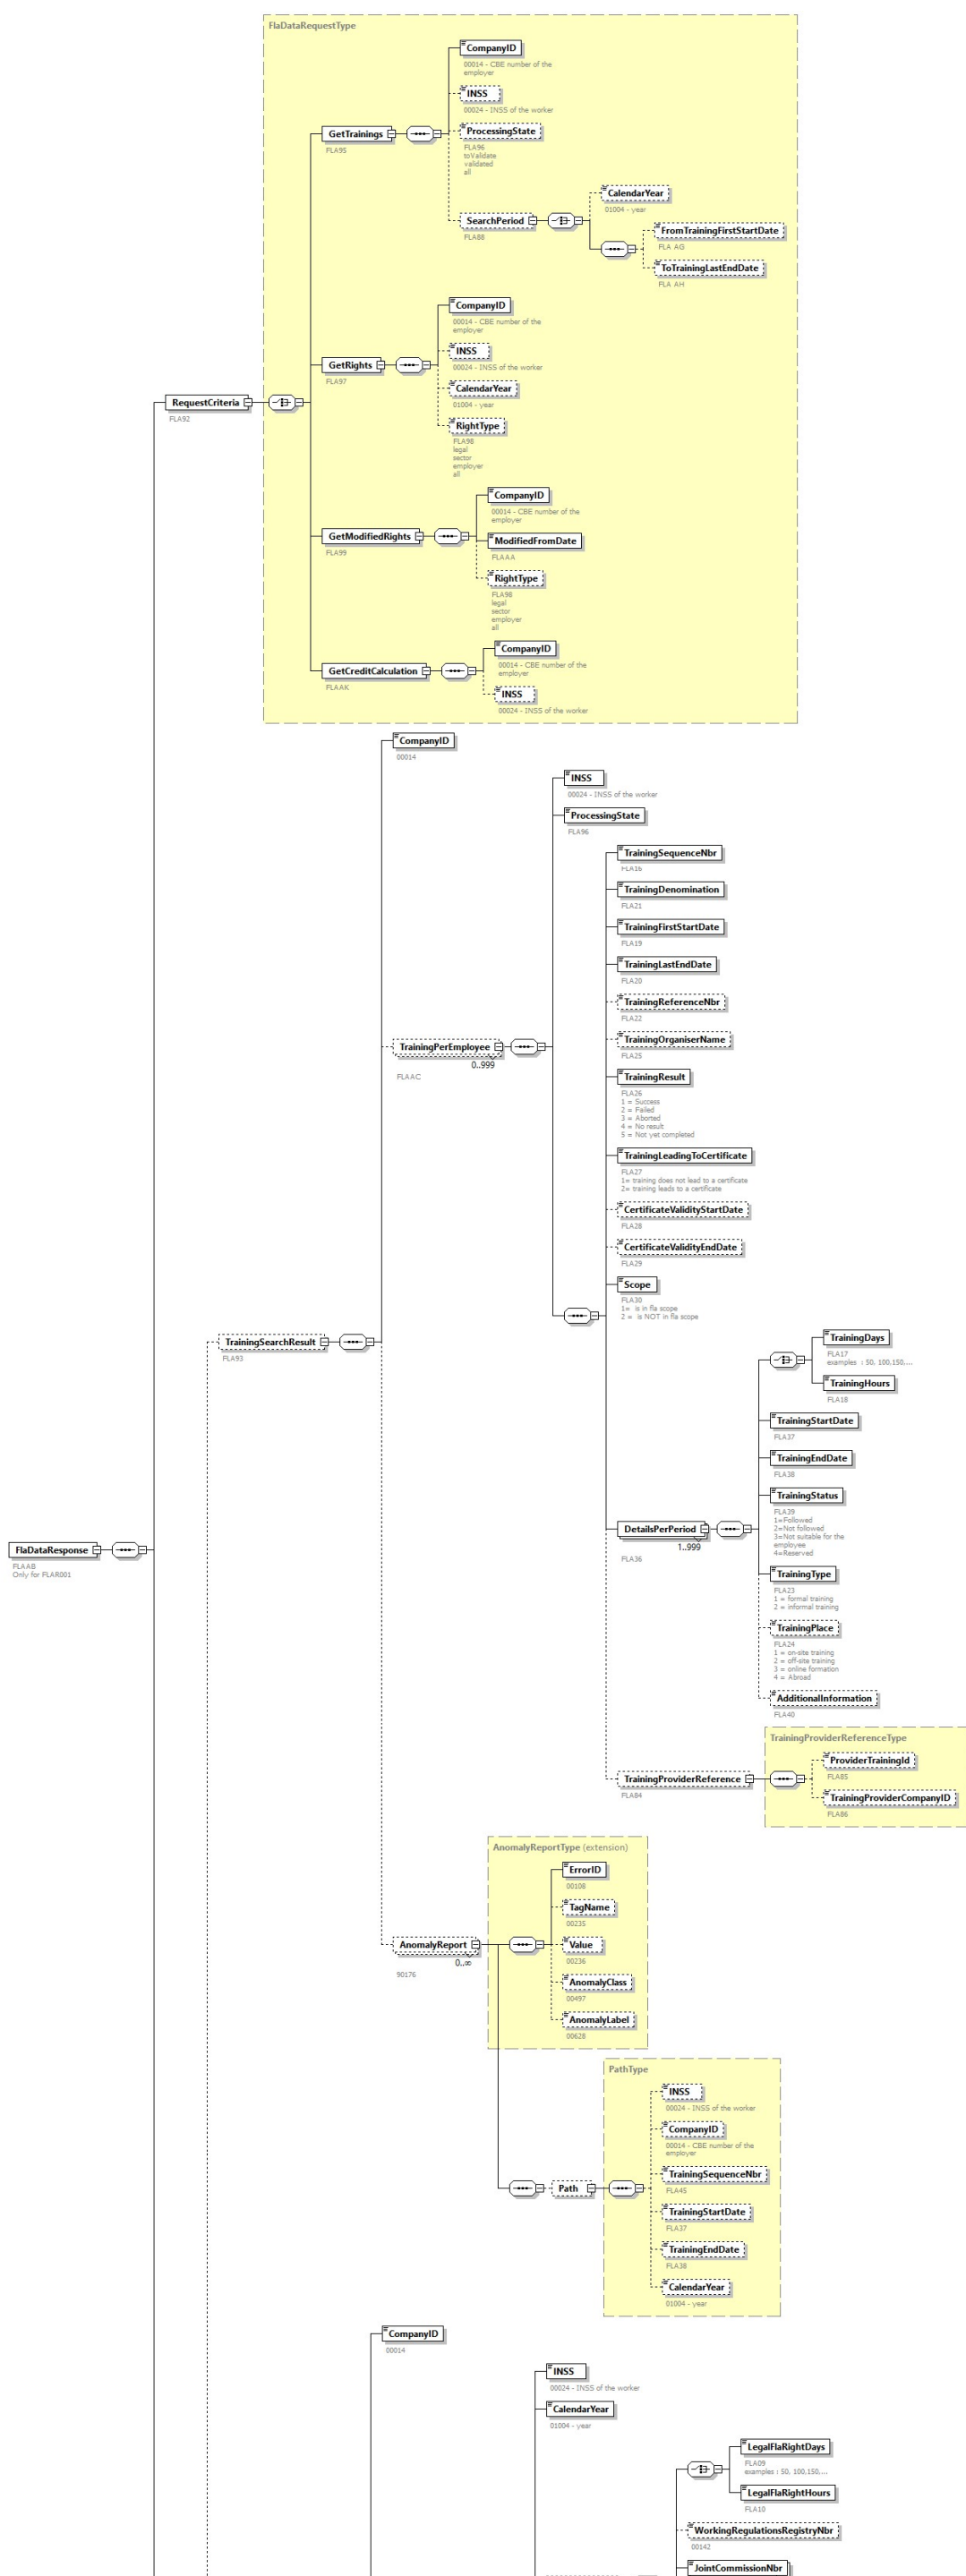 FlaDataRequestType
CompanyID
00014 - CBE number of the
employer
INSS
00024 - INSS of the worker
ProcessingState
FLA96
toValidate
validated
all
GetTrainings
FLA95
CalendarYear
01004 - year
SearchPeriod
FLA88
FromTrainingFirstStartDate
FLA AG
ToTrainingLastEndDate
FLA AH
CompanyID
00014 - CBE number of the
employer
INSS
00024 - INSS of the worker
GetRights
FLA97
CalendarYear
01004 - year
RightType
FLA98
legal
sector
employer
all
RequestCriteria
FLA92
CompanyID
00014 - CBE number of the
employer
GetModifiedRights
FLA99
ModifiedFromDate
FLAAA
RightType
FLA98
legal
sector
employer
all
CompanyID
00014 - CBE number of the
employer
GetCreditCalculation
FLAAK
INSS
00024 - INSS of the worker
CompanyID
00014
INSS
00024 - INSS of the worker
ProcessingState
FLA96
TrainingSequenceNbr
FLA16
TrainingDenomination
FLA21
TrainingFirstStartDate
FLA19
TrainingLastEndDate
FLA20
TrainingReferenceNbr
FLA22
TrainingOrganiserName
FLA25
TrainingPerEmployee
0..999
FLAAC
TrainingResult
FLA26
1 = Success
2 = Failed
3 = Aborted
4 = No result
5 = Not yet completed
TrainingLeadingToCertificate
FLA27
1= training does not lead to a certificate
2= training leads to a certificate
CertificateValidityStartDate
FLA28
CertificateValidityEndDate
FLA29
Scope
FLA30
1= is in fla scope
2 = is NOT in fla scope
TrainingSearchResult
FLA93
TrainingDays
FLA17
examples : 50, 100,150,...
TrainingHours
FLA18
TrainingStartDate
FLA37
TrainingEndDate
FLA38
TrainingStatus
FLA39
1=Followed
2=Not followed
3=Not suitable for the
employee
4=Reserved
DetailsPerPeriod
1..999
FLA36
FlaDataResponse
FLAAB
Only for FLAR001
TrainingType
FLA23
1 = formal training
2 = informal training
TrainingPlace
FLA24
1 = on-site training
2 = off-site training
3 = online formation
4 = Abroad
AdditionalInformation
FLA40
TrainingProviderReferenceType
ProviderTrainingId
FLA85
TrainingProviderReference
FLA84
TrainingProviderCompanyID
FLA86
AnomalyReportType (extension)
ErrorID
00108
TagName
00235
AnomalyReport
0..∞
90176
Value
00236
AnomalyClass
00497
AnomalyLabel
00628
PathType
INSS
00024 - INSS of the worker
CompanyID
00014 - CBE number of the
employer
TrainingSequenceNbr
FLA45
Path
TrainingStartDate
FLA37
TrainingEndDate
FLA38
CalendarYear
01004 - year
CompanyID
00014
INSS
00024 - INSS of the worker
CalendarYear
01004 - year
LegalFlaRightDays
FLA09
examples : 50, 100,150,...
LegalFlaRightHours
FLA10
WorkingRegulationsRegistryNbr
00142
JointCommissionNbr